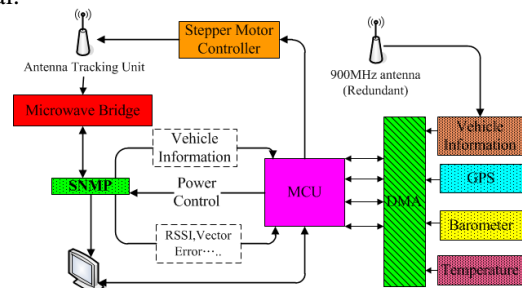 Stepper Motor
Controller
Antenna Tracking Unit
900MHz antenna
(Redundant)
Microwave Bridge
Vehicle
Information
Vehicle
Information
SNMP
Power
Control
MCU
DMA
GPS
RSSI,Vector
Error·····
Barometer
Temperature